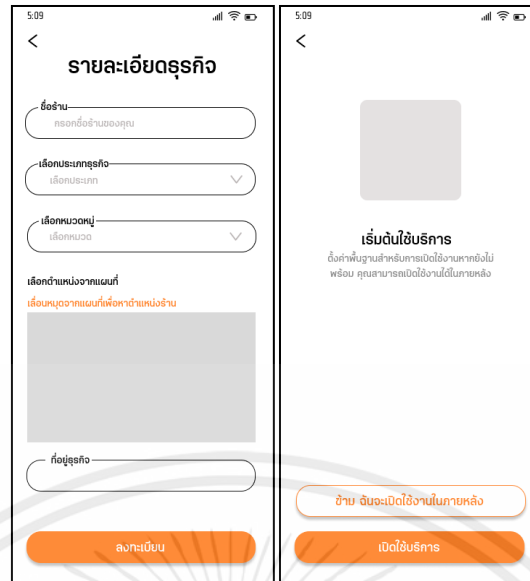 5:09
รายละเอียดธุรกิจ
ชื่อร้าน
กรอกชื่อร้านของคุณ
เลือกประเภทธุรกิจ
เลือกประเภท
เลือกหมวดหมู่
เลือกหมวด
เลือกตำแหน่งจากแผนที่
เลื่อนหมุดจากแผนที่เพื่อหาตำแหน่งร้าน
ที่อยู่ธุรกิจ
ลงทะเบียน
5:09
เริ่มต้นใช้บริการ
ตั้งค่าพื้นฐานสำหรับการเปิดใช้งานหากยังไม่
พร้อม คุณสามารถเปิดใช้งานได้ในภายหลัง
ข้าม ฉันจะเปิดใช้งานในภายหลัง
เปิดใช้บริการ